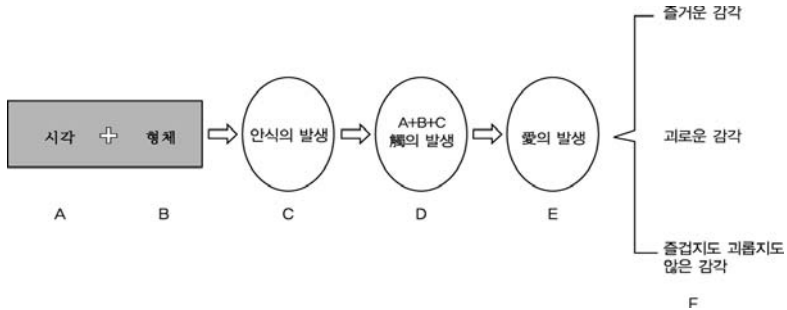 즐거운 감각
시각 형체
안식의 발생
A+B+C
觸의 발생
愛의 발생
괴로운 감각
A
B
C
D
E
즐겁지도 괴롭지도
않은 감각
F